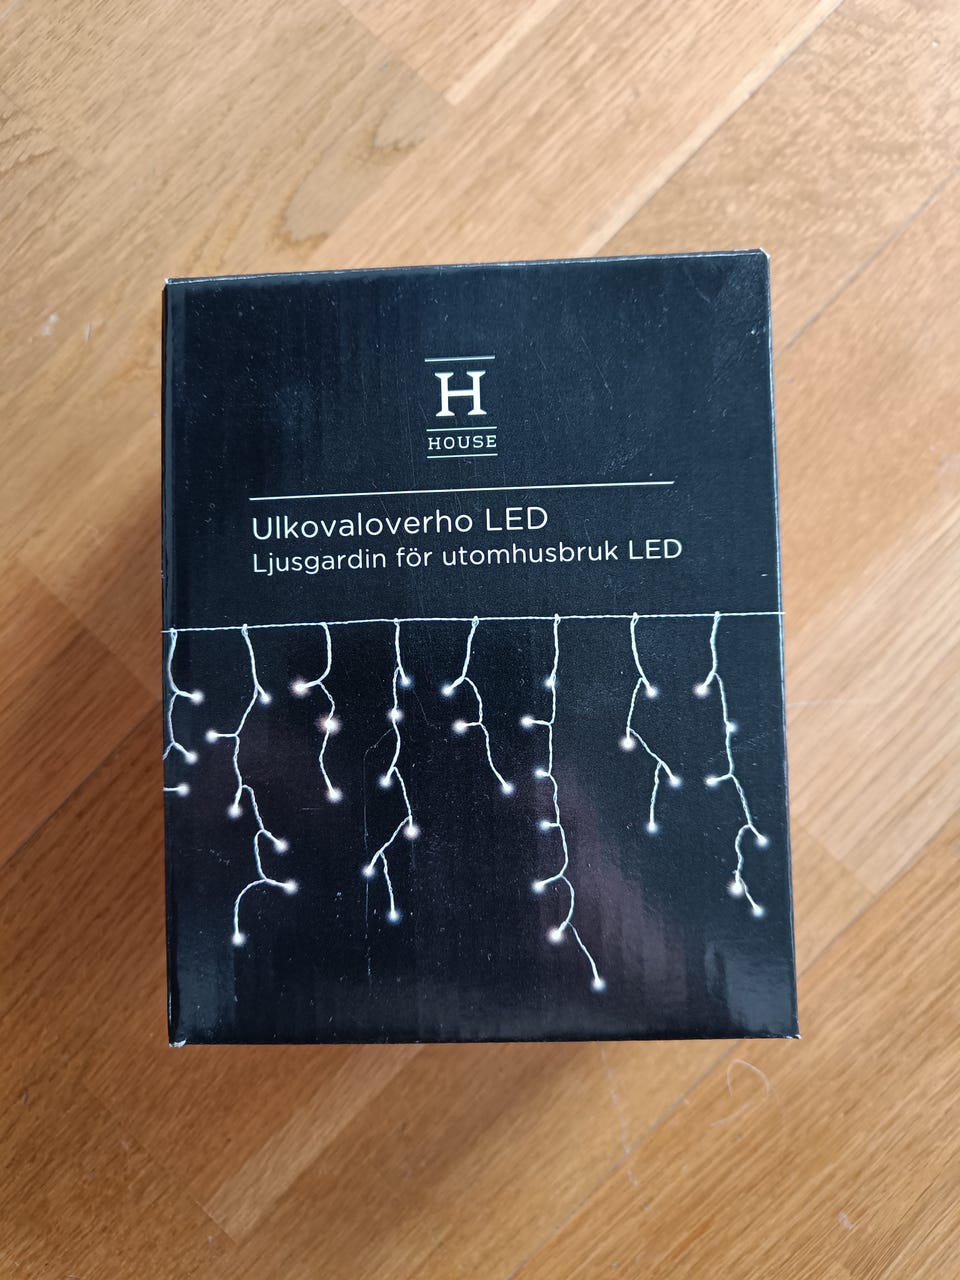 H
HOUSE
Ulkovaloverho LED
Ljusgardin för utomhusbruk LED